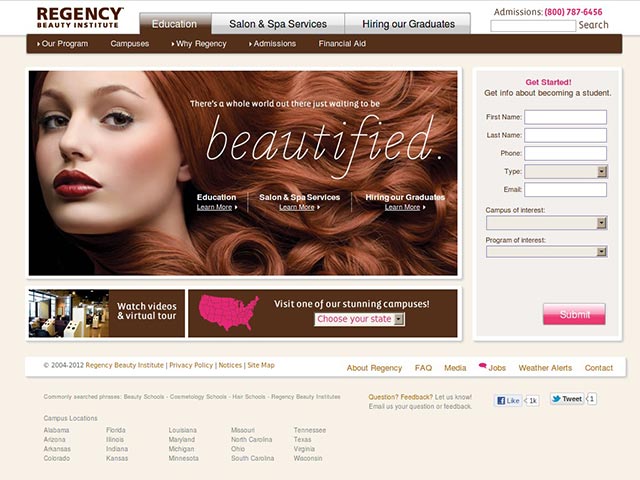 REGENCY
BEAUTY INSTITUTE
Education
Salon & Spa Services
Hiring our Graduates
Admissions: (800) 787-6456
Search
Our Program
Campuses
Why Regency
Admissions
Financial Aid
There's a whole world out there just waiting to be
beautified.
Education
Learn More
Salon & Spa Services
Learn More
Hiring our Graduates
Learn More
Get Started!
Get info about becoming a student.
First Name:
Last Name:
Phone:
Type:
Email:
Campus of interest:
Program of interest:
Submit
Watch videos
& virtual tour
Visit one of our stunning campuses!
Choose your state
© 2004-2012 Regency Beauty Institute | Privacy Policy | Notices | Site Map
About Regency
FAQ
Media
Jobs
Weather Alerts
Contact
Commonly searched phrases: Beauty Schools - Cosmetology Schools - Hair Schools - Regency Beauty Institutes
Question? Feedback? Let us know!
Email us your question or feedback.
Like
1k
Tweet
1
Campus Locations
Alabama Florida Louisiana Missouri Tennessee
Arizona Illinois Maryland North Carolina Texas
Arkansas Indiana Michigan Ohio Virginia
Colorado Kansas Minnesota South Carolina Wisconsin